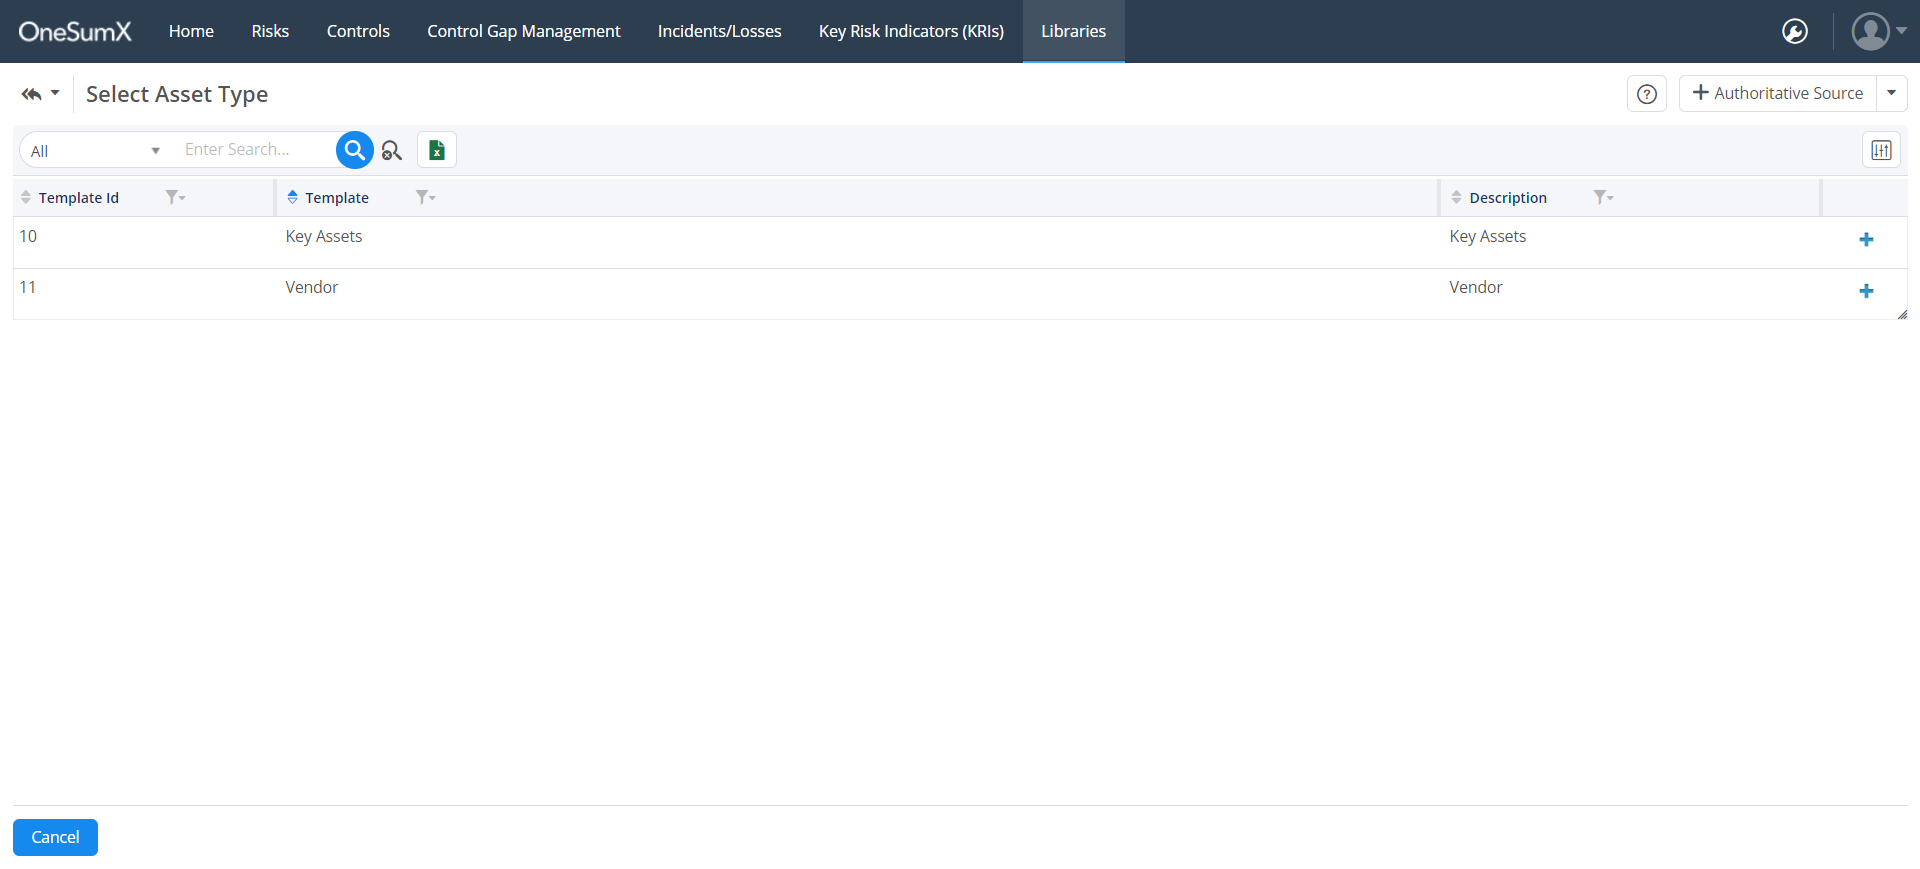 OneSumX Home Risks Controls Control Gap Management Incidents/Losses Key Risk Indicators (KRIs) Libraries
Select Asset Type
Authoritative Source
All Enter Search...
Template Id Template Description
10 Key Assets Key Assets
11 Vendor Vendor
Cancel